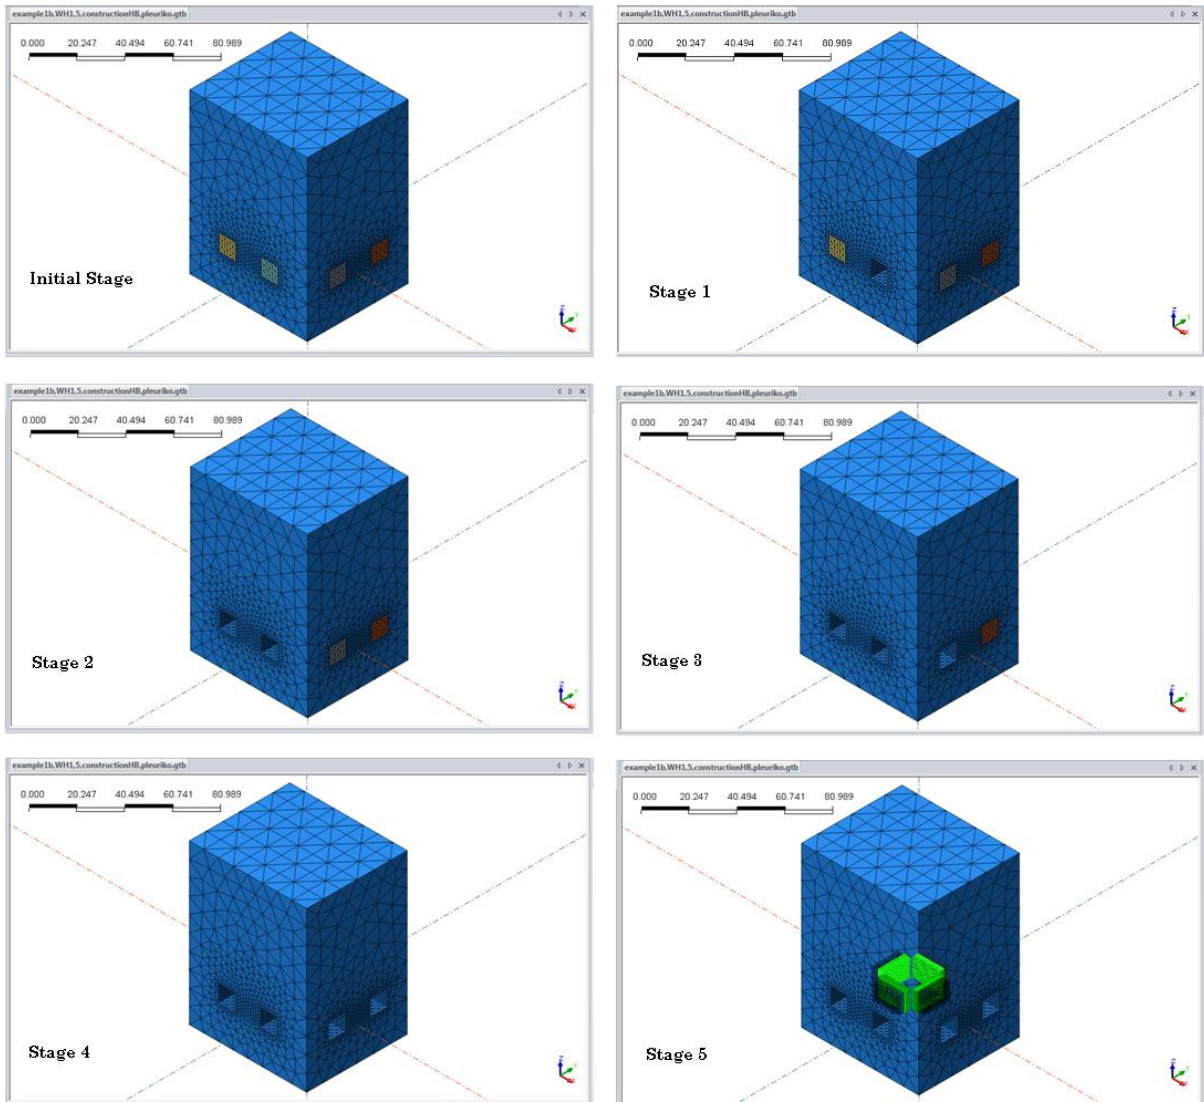 example1b,WH1,5,constructionHB,pleuriko.gtb
0.000 20.247 40.494 60.741 80.989
Initial Stage
Z
Y
X
example1b,WH1,5,constructionHB,pleuriko.gtb
0.000 20.247 40.494 60.741 80.989
Stage 1
Z
Y
X
example1b,WH1,5,constructionHB,pleuriko.gtb
0.000 20.247 40.494 60.741 80.989
Stage 2
Z
Y
X
example1b,WH1,5,constructionHB,pleuriko.gtb
0.000 20.247 40.494 60.741 80.989
Stage 3
Z
Y
X
example1b,WH1,5,constructionHB,pleuriko.gtb
0.000 20.247 40.494 60.741 80.989
Stage 4
Z
Y
X
example1b,WH1,5,constructionHB,pleuriko.gtb
0.000 20.247 40.494 60.741 80.989
Stage 5
Z
Y
X